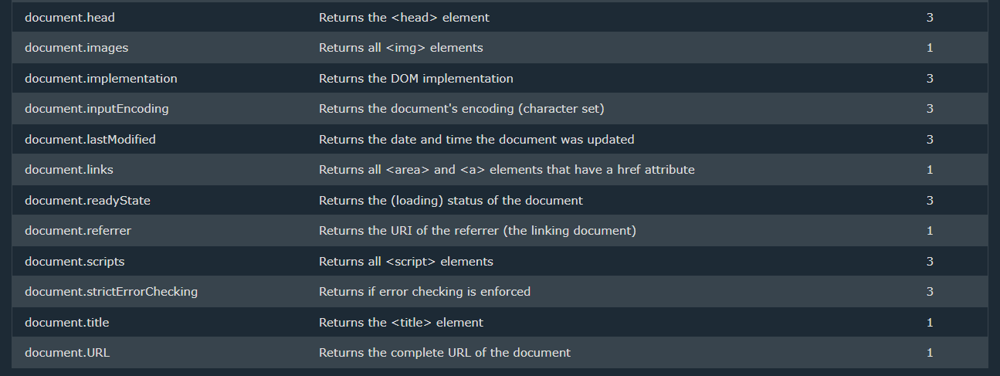 document.head Returns the <head> element 3
document.images Returns all <img> elements 1
document.implementation Returns the DOM implementation 3
document.inputEncoding Returns the document's encoding (character set) 3
document.lastModified Returns the date and time the document was updated 3
document.links Returns all <area> and <a> elements that have a href attribute 1
document.readyState Returns the (loading) status of the document 3
document.referrer Returns the URI of the referrer (the linking document) 1
document.scripts Returns all <script> elements 3
document.strictErrorChecking Returns if error checking is enforced 3
document.title Returns the <title> element 1
document.URL Returns the complete URL of the document 1